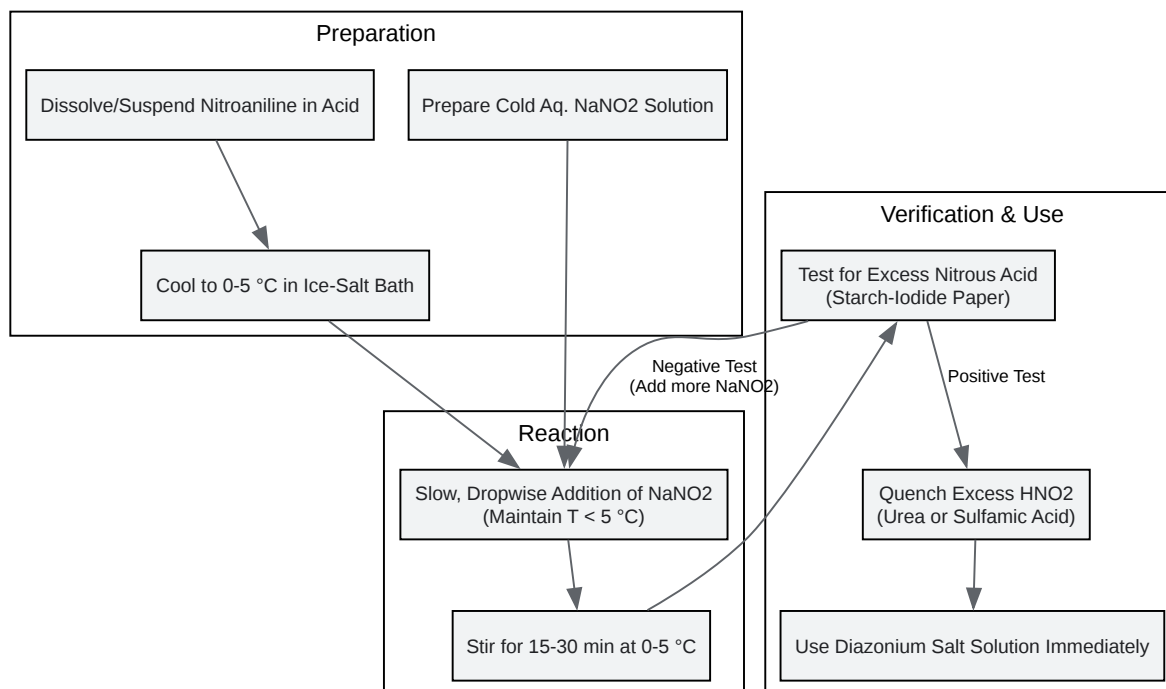 Preparation
Dissolve/Suspend Nitroaniline in Acid
Prepare Cold Aq. NaNO2 Solution
Cool to 0-5 °C in Ice-Salt Bath
Verification & Use
Test for Excess Nitrous Acid
(Starch-Iodide Paper)
Negative Test
(Add more NaNO2)
Positive Test
Reaction
Slow, Dropwise Addition of NaNO2
(Maintain T < 5 °C)
Quench Excess HNO2
(Urea or Sulfamic Acid)
Stir for 15-30 min at 0-5 °C
Use Diazonium Salt Solution Immediately